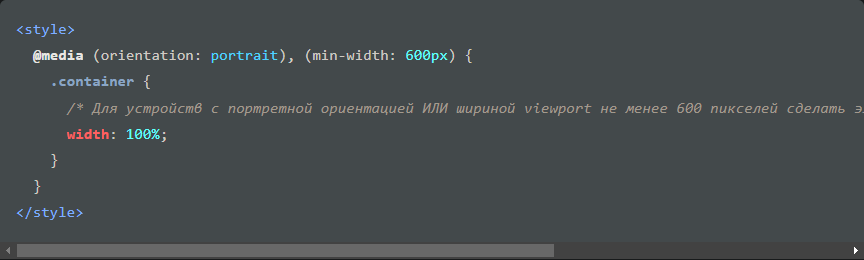 <style>
@media (orientation: portrait), (min-width: 600px) {
.container {
/* Для устройств с портретной ориентацией ИЛИ шириной viewport не менее 600 пикселей сделать
width: 100%;
}
}
</style>